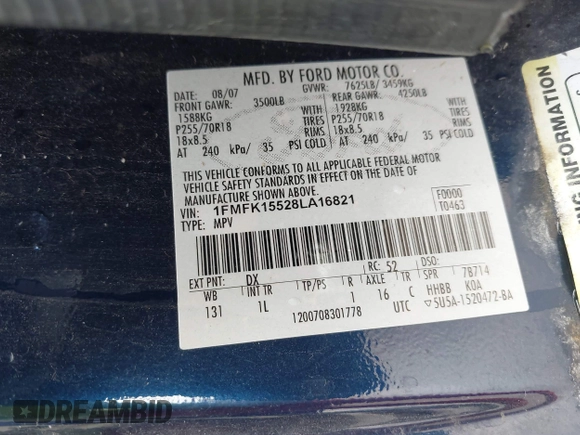 MFD. BY FORD MOTOR CO.
08/07 GVWR: 7625LB/ 3459KG
FRONT GAWR: 3500LB REAR GAWR: 4250LB
1588KG WITH 1928KG WITH
P255/70R18 TIRES P255/70R18 TIRES
18x8.5 RIMS 18x8.5 RIMS
AT 240 kPa/ 35 PSI COLD AT 240 kPa/ 35 PSI COLD
THIS VEHICLE CONFORMS TO ALL APPLICABLE FEDERAL MOTOR
VEHICLE SAFETY STANDARDS IN EFFECT ON THE DATE OF
MANUFACTURE SHOWN ABOVE.
VIN: 1FMFK15528LA16821 F0000
TYPE: MPV T0463
EXT PNT: DX RC: 52 DSO:
WB INT TR TP/PS R AXLE TR SPR 7B714
131 1L 1 16 C HHBB KOA
1200708301778 UTC 5U5A-1520472-BA
DREAMBID